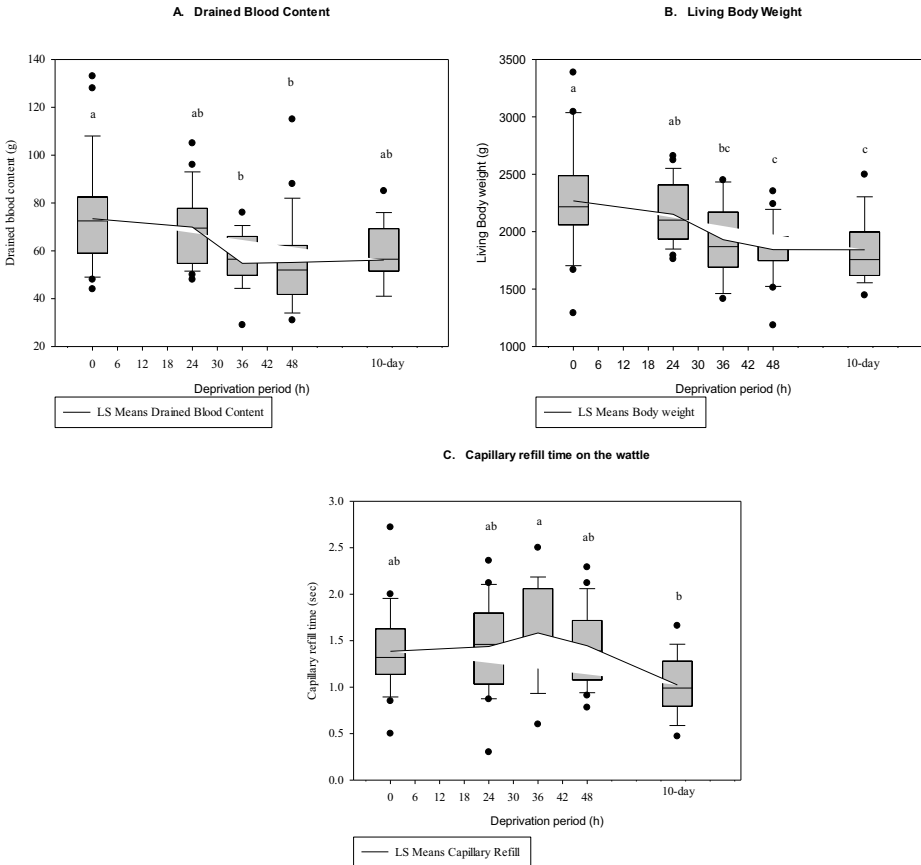 A. Drained Blood Content
140
120
100
80
60
40
20
Drained blood content (g)
a
ab
b
b
ab
0 6 12 18 24 30 36 42 48 10-day
Deprivation period (h)
LS Means Drained Blood Content
B. Living Body Weight
3500
3000
2500
2000
1500
1000
Living Body weight (g)
a
ab
bc
c
c
0 6 12 18 24 30 36 42 48 10-day
Deprivation period (h)
LS Means Body weight
C. Capillary refill time on the wattle
3.0
2.5
2.0
1.5
1.0
0.5
0.0
Capillary refill time (sec)
ab
ab
a
ab
b
0 6 12 18 24 30 36 42 48 10-day
Deprivation period (h)
LS Means Capillary Refill